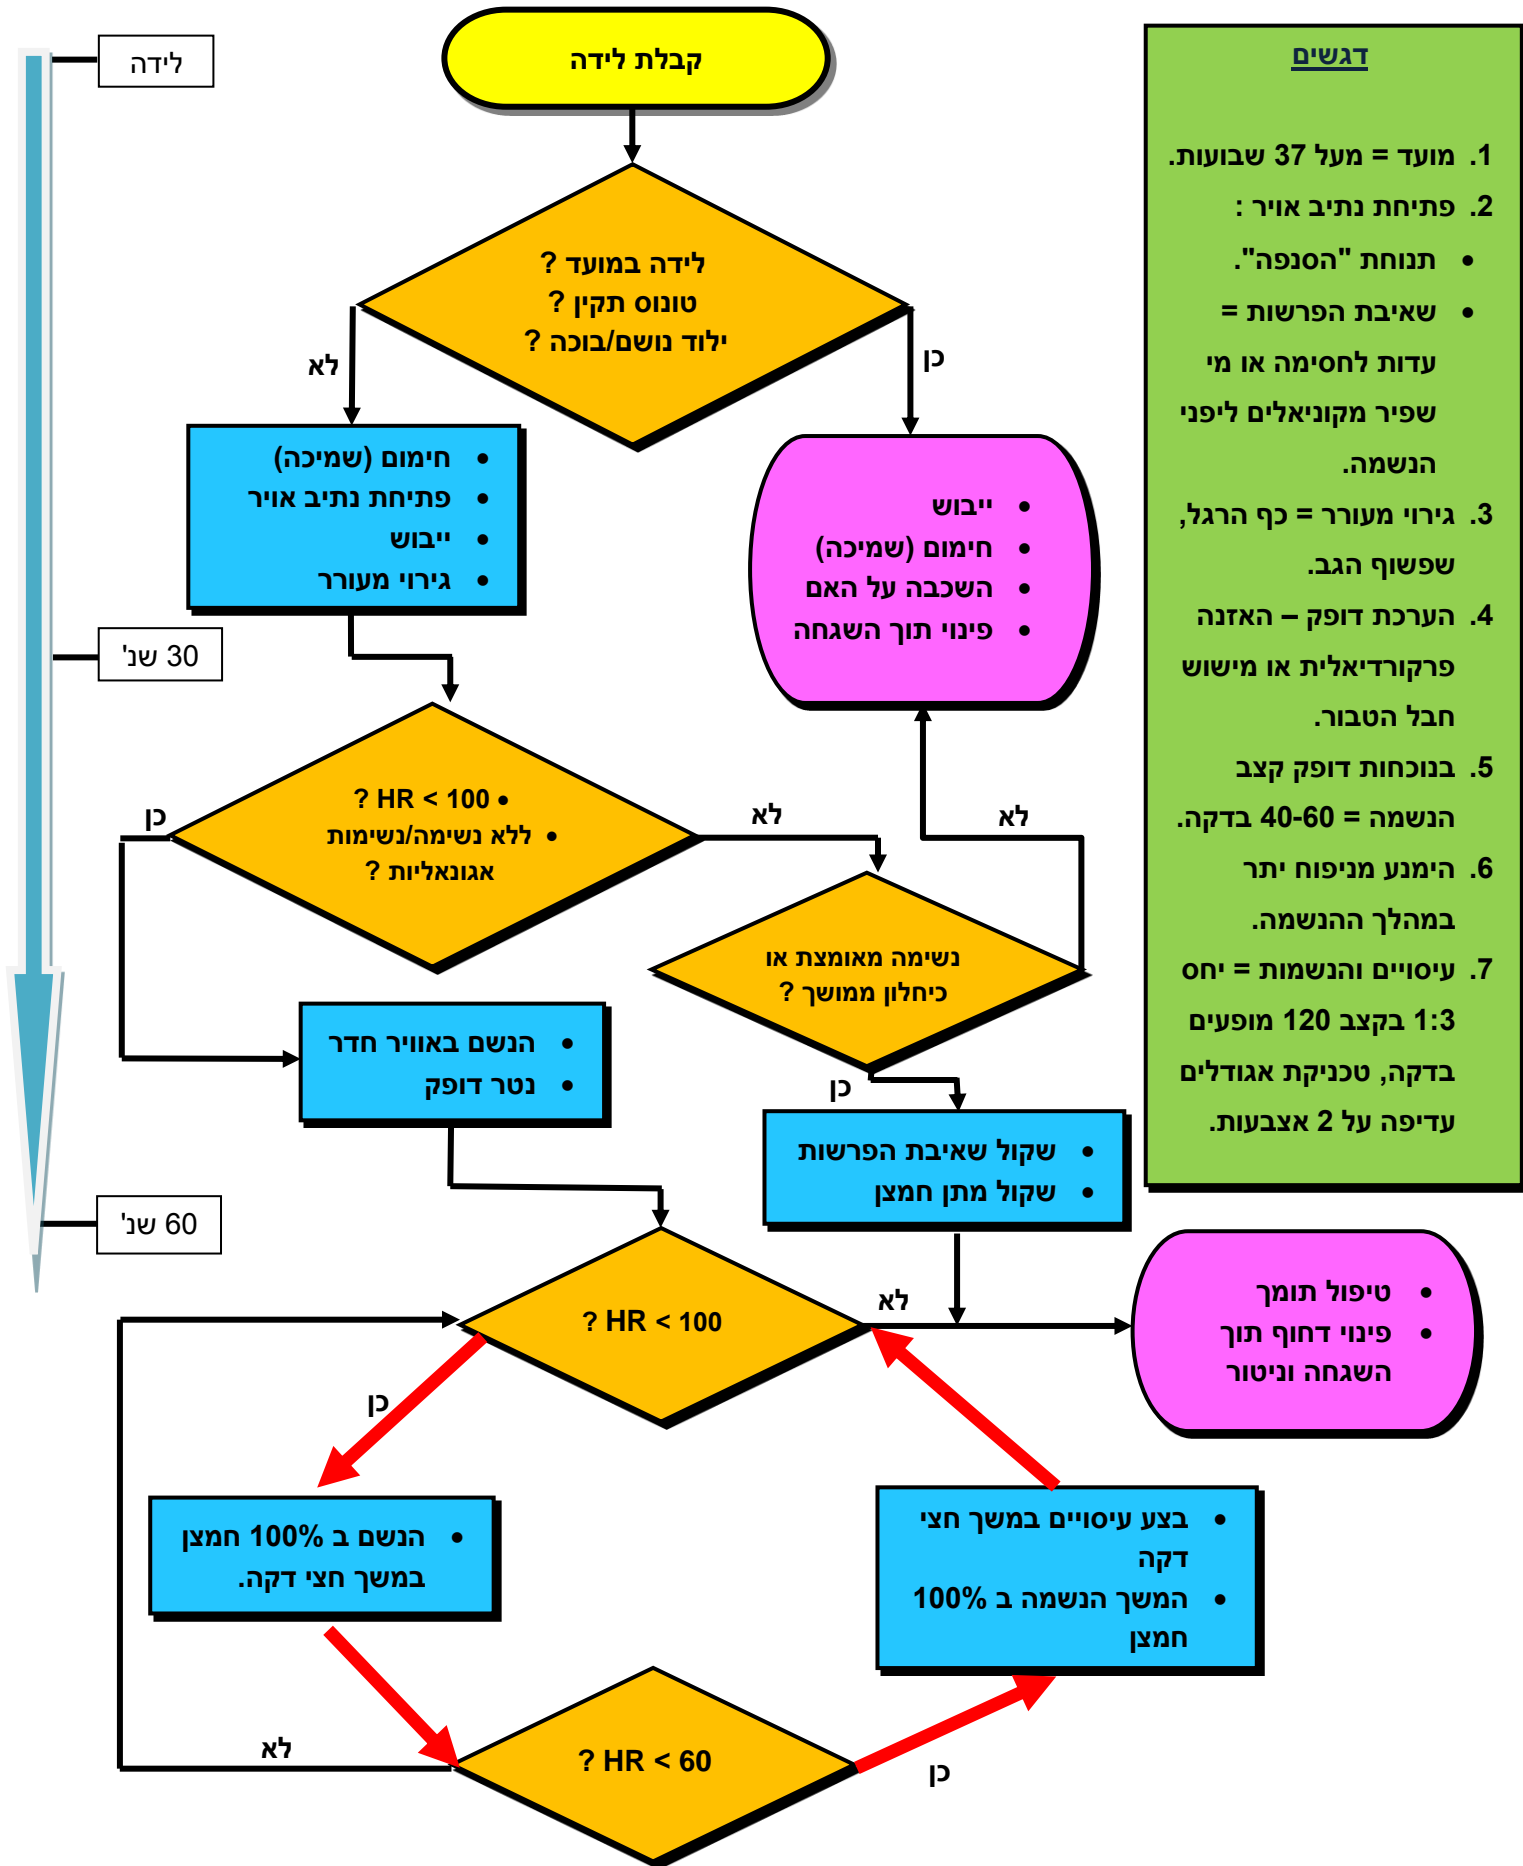 לידה
קבלת לידה
לידה במועד ?
טונוס תקין ?
ילוד נושם/בוכה ?
לא
כן
• חימום (שמיכה)
• פתיחת נתיב אויר
• ייבוש
• גירוי מעורר
• ייבוש
• חימום (שמיכה)
• השכבה על האם
• פינוי תוך השגחה
30 שנ'
• HR < 100 ?
• ללא נשימה/נשימות
אגונאליות ?
כן
לא
לא
נשימה מאומצת או
כיחלון ממושך ?
כן
• הנשם באוויר חדר
• נטר דופק
• שקול שאיבת הפרשות
• שקול מתן חמצן
60 שנ'
HR < 100 ?
לא
כן
• טיפול תומך
• פינוי דחוף תוך
השגחה וניטור
• הנשם ב 100% חמצן
במשך חצי דקה.
• בצע עיסויים במשך חצי
דקה
• המשך הנשמה ב 100%
חמצן
HR < 60 ?
לא
כן
דגשים
1. מועד = מעל 37 שבועות.
2. פתיחת נתיב אויר :
• תנוחת "הסנפה".
• שאיבת הפרשות =
עדות לחסימה או מי
שפיר מקוניאלים ליפני
הנשמה.
3. גירוי מעורר = כף הרגל,
שפשוף הגב.
4. הערכת דופק – האזנה
פרקורדיאלית או מישוש
חבל הטבור.
5. בנוכחות דופק קצב
הנשמה = 40-60 בדקה.
6. הימנע מניפוח יתר
במהלך ההנשמה.
7. עיסויים והנשמות = יחס
1:3 בקצב 120 מופעים
בדקה, טכניקת אגודלים
עדיפה על 2 אצבעות.